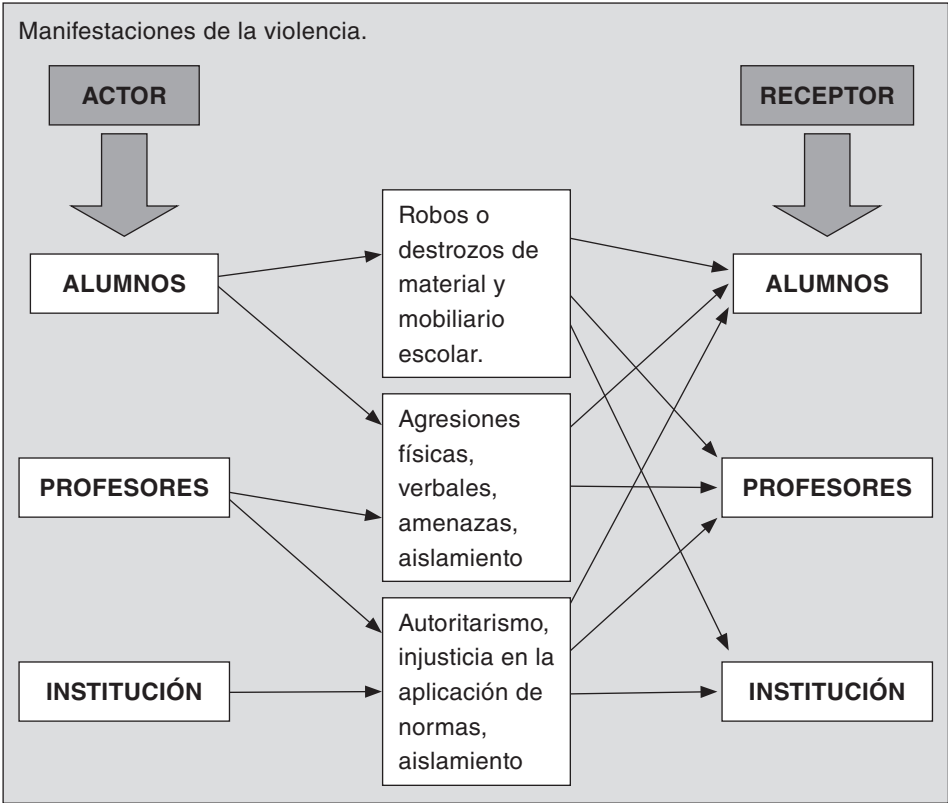 Manifestaciones de la violencia.
ACTOR
RECEPTOR
ALUMNOS
PROFESORES
INSTITUCIÓN
Robos o
destrozos de
material y
mobiliario
escolar.
Agresiones
físicas,
verbales,
amenazas,
aislamiento
Autoritarismo,
injusticia en la
aplicación de
normas,
aislamiento
ALUMNOS
PROFESORES
INSTITUCIÓN